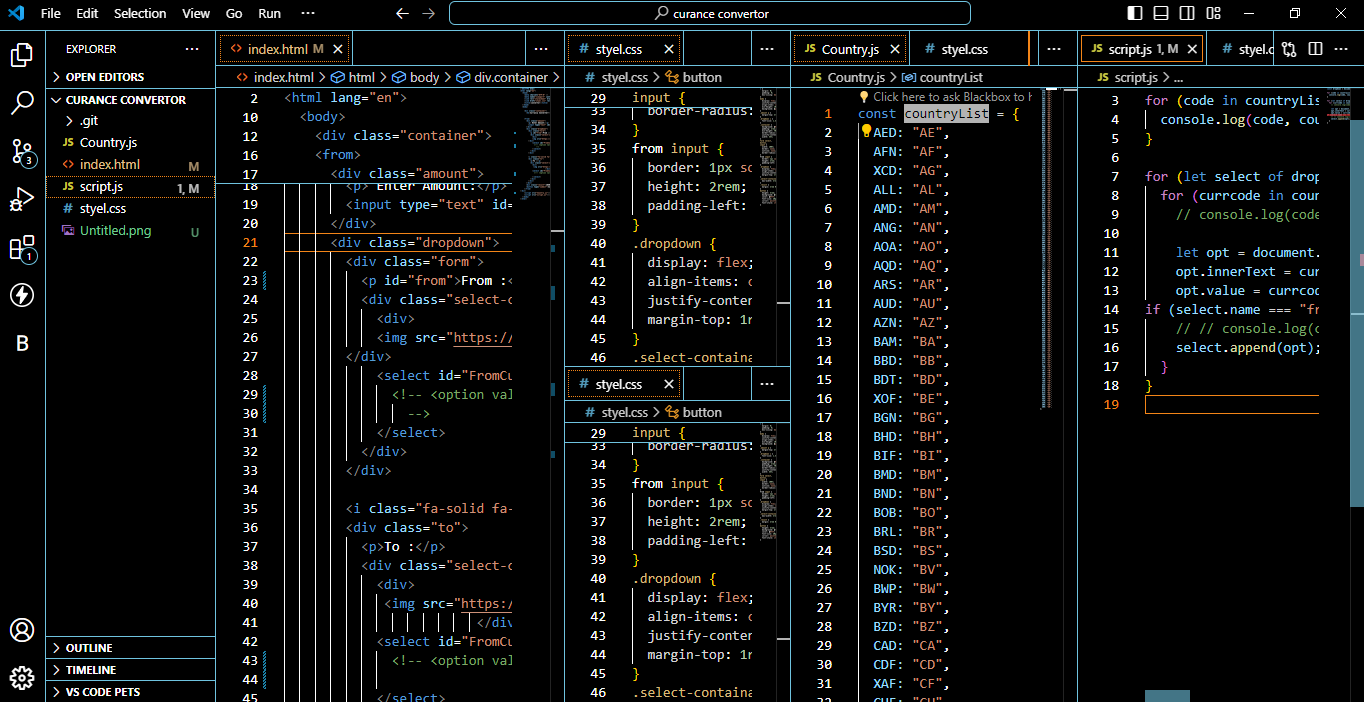 File Edit Selection View Go Run ···
curance convertor
EXPLORER ···
OPEN EDITORS
CURANCE CONVERTOR
.git
JS Country.js
<> index.html M
JS script.js 1, M
# styel.css
Untitled.png U
3
1
B
OUTLINE
TIMELINE
VS CODE PETS
<> index.html M
···
<> index.html > html > body > div.container >
2 <html lang="en">
10 <body>
12 <div class="container">
16 <from>
17 <div class="amount">
18 <p> Enter Amount:</p>
19 <input type="text" id=
20 </div>
21 <div class="dropdown">
22 <div class="form">
23 <p id="from">From :<
24 <div class="select-c
25 <div>
26 <img src="https:/
27 </div>
28 <select id="FromCu
29 <!-- <option val
30 -->
31 </select>
32 </div>
33 </div>
34
35 <i class="fa-solid fa-
36 <div class="to">
37 <p>To :</p>
38 <div class="select-c
39 <div>
40 <img src="https:/
41 </div
42 <select id="FromCu
43 <!-- <option val
44
45 </select>
# styel.css
···
# styel.css > button
29 input {
33 border-radius:
34 }
35 from input {
36 border: 1px so
37 height: 2rem;
38 padding-left:
39 }
40 .dropdown {
41 display: flex;
42 align-items: c
43 justify-conten
44 margin-top: 1r
45 }
46 .select-containe
# styel.css
···
# styel.css > button
29 input {
33 border-radius:
34 }
35 from input {
36 border: 1px so
37 height: 2rem;
38 padding-left:
39 }
40 .dropdown {
41 display: flex;
42 align-items: c
43 justify-conten
44 margin-top: 1r
45 }
46 .select-containe
JS Country.js
# styel.css
···
JS Country.js > countryList
Click here to ask Blackbox to h
1 const countryList = {
2 AED: "AE",
3 AFN: "AF",
4 XCD: "AG",
5 ALL: "AL",
6 AMD: "AM",
7 ANG: "AN",
8 AOA: "AO",
9 AQD: "AQ",
10 ARS: "AR",
11 AUD: "AU",
12 AZN: "AZ",
13 BAM: "BA",
14 BBD: "BB",
15 BDT: "BD",
16 XOF: "BE",
17 BGN: "BG",
18 BHD: "BH",
19 BIF: "BI",
20 BMD: "BM",
21 BND: "BN",
22 BOB: "BO",
23 BRL: "BR",
24 BSD: "BS",
25 NOK: "BV",
26 BWP: "BW",
27 BYR: "BY",
28 BZD: "BZ",
29 CAD: "CA",
30 CDF: "CD",
31 XAF: "CF",
32 CHF: "CH",
JS script.js 1, M
# styel.c
···
JS script.js > ...
3 for (code in countryLis
4 console.log(code, cou
5 }
6
7 for (let select of drop
8 for (currcode in coun
9 // console.log(code
10
11 let opt = document.
12 opt.innerText = cur
13 opt.value = currcod
14 if (select.name === "fr
15 // // console.log(c
16 select.append(opt);
17 }
18 }
19